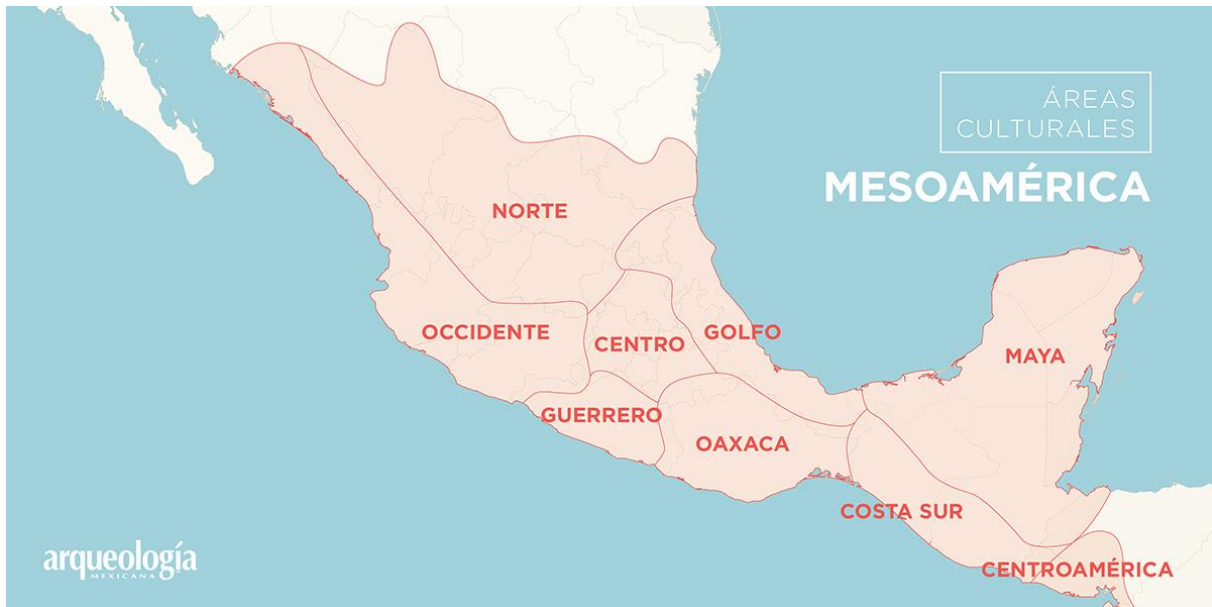 ÁREAS
CULTURALES
MESOAMÉRICA
NORTE
OCCIDENTE
CENTRO
GOLFO
MAYA
GUERRERO
OAXACA
COSTA SUR
CENTROAMÉRICA
arqueología
MEXICANA